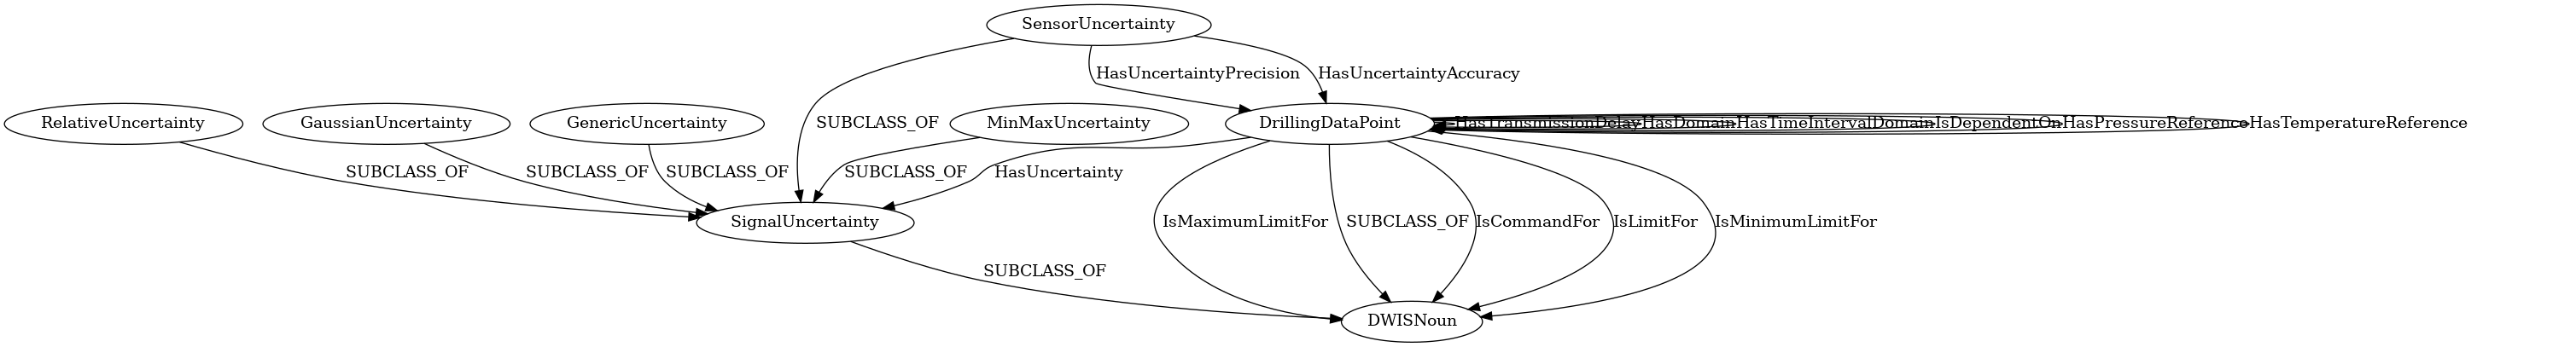 SensorUncertainty
HasUncertaintyPrecision
HasUncertaintyAccuracy
RelativeUncertainty
GaussianUncertainty
GenericUncertainty
SUBCLASS_OF
MinMaxUncertainty
DrillingDataPoint
HasTransmissionDelay
HasDomain
HasTimeIntervalDomain
IsDependentOn
HasPressureReference
HasTemperatureReference
SUBCLASS_OF
SUBCLASS_OF
SUBCLASS_OF
SUBCLASS_OF
HasUncertainty
SignalUncertainty
IsMaximumLimitFor
SUBCLASS_OF
IsCommandFor
IsLimitFor
IsMinimumLimitFor
SUBCLASS_OF
DWISNoun